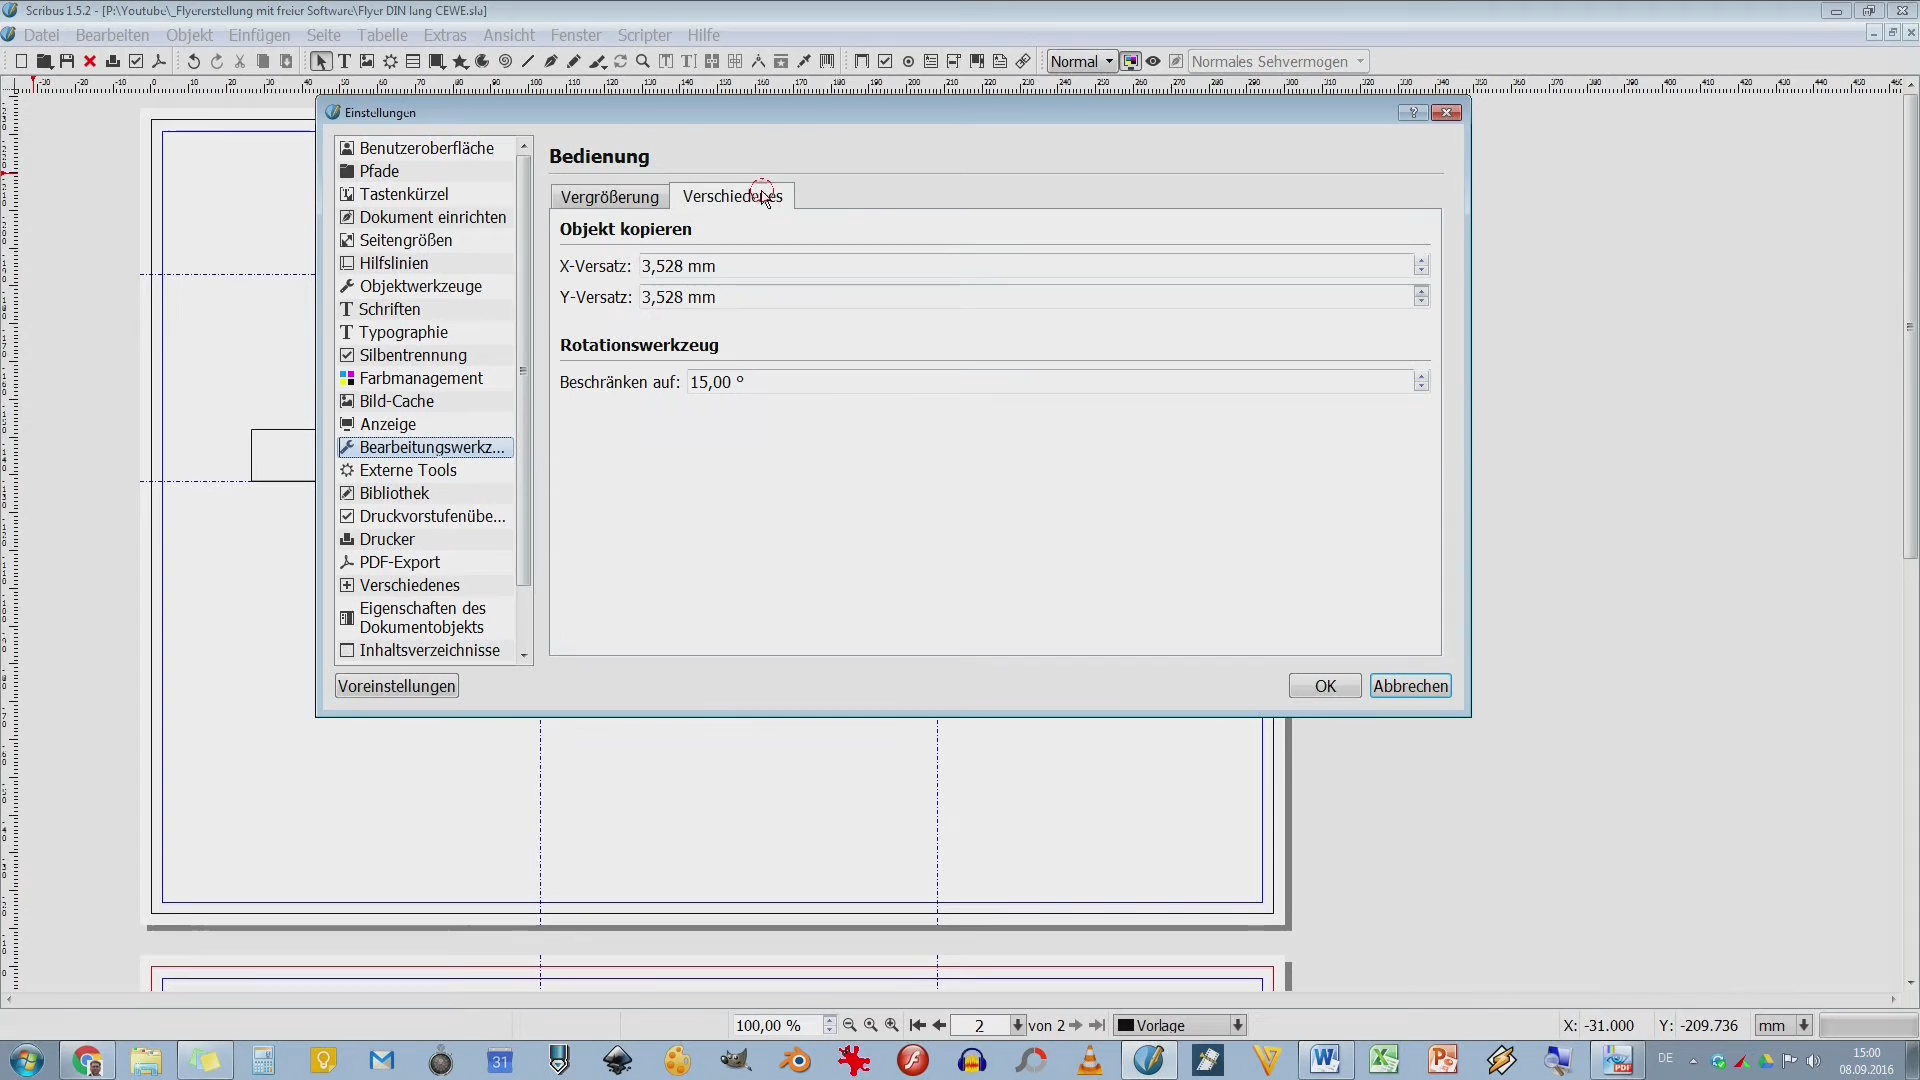 Scribus 1.5.2 - [P:\Youtube\_Flyererstellung mit freier Software\Flyer DIN lang CEWE.sla]
Datei Bearbeiten Objekt Einfügen Seite Tabelle Extras Ansicht Fenster Scripter Hilfe
Normal Normales Sehvermogen
Einstellungen
Benutzeroberfläche
Pfade
Tastenkürzel
Dokument einrichten
Seitengrößen
Hilfslinien
Objektwerkzeuge
Schriften
Typographie
Silbentrennung
Farbmanagement
Bild-Cache
Anzeige
Bearbeitungswerkz...
Externe Tools
Bibliothek
Druckvorstufenübe...
Drucker
PDF-Export
Verschiedenes
Eigenschaften des
Dokumentobjekts
Inhaltsverzeichnisse
Voreinstellungen
Bedienung
Vergrößerung Verschiedenes
Objekt kopieren
X-Versatz: 3,528 mm
Y-Versatz: 3,528 mm
Rotationswerkzeug
Beschränken auf: 15,00 °
OK Abbrechen
100,00 % 2 von 2 Vorlage X: -31.000 Y: -209.736 mm
DE 15:00
08.09.2016